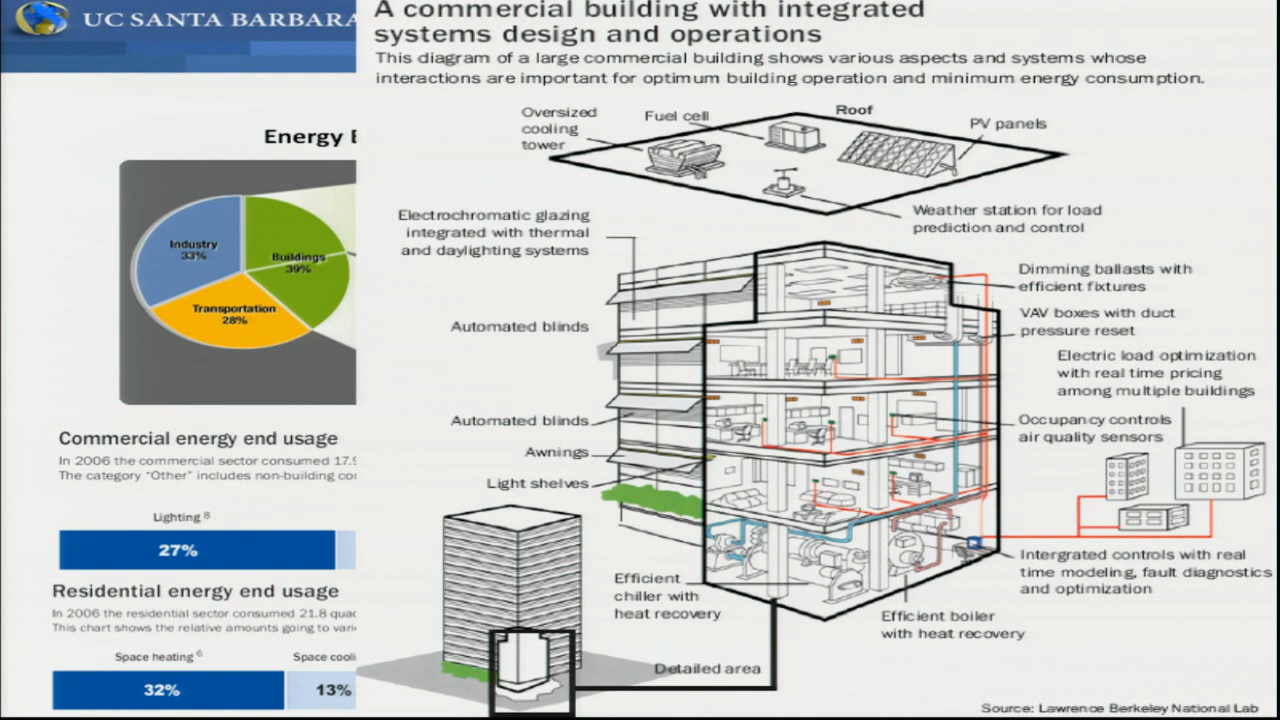 UC SANTA BARBARA
Energy
Industry
33%
Buildings
39%
Transportation
28%
Commercial energy end usage
In 2006 the commercial sector consumed 17.9
The category "Other" includes non-building
Lighting 8
27%
Residential energy end usage
In 2006 the residential sector consumed 21.8
This chart shows the relative amounts going to
Space heating 6
Space
32%
13%
A commercial building with integrated
systems design and operations
This diagram of a large commercial building shows various aspects and systems whose
interactions are important for optimum building operation and minimum energy consumption.
Oversized
cooling
tower
Fuel cell
Roof
PV panels
Weather station for load
prediction and control
Electrochromatic glazing
integrated with thermal
and daylighting systems
Automated blinds
Automated blinds
Awnings
Light shelves
Dimming ballasts with
efficient fixtures
VAV boxes with duct
pressure reset
Electric load optimization
with real time pricing
among multiple buildings
Occupancy controls
air quality sensors
Intergrated controls with real
time modeling, fault diagnostics
and optimization
Efficient
chiller with
heat recovery
Efficient boiler
with heat recovery
Detailed area
Source: Lawrence Berkeley National Lab